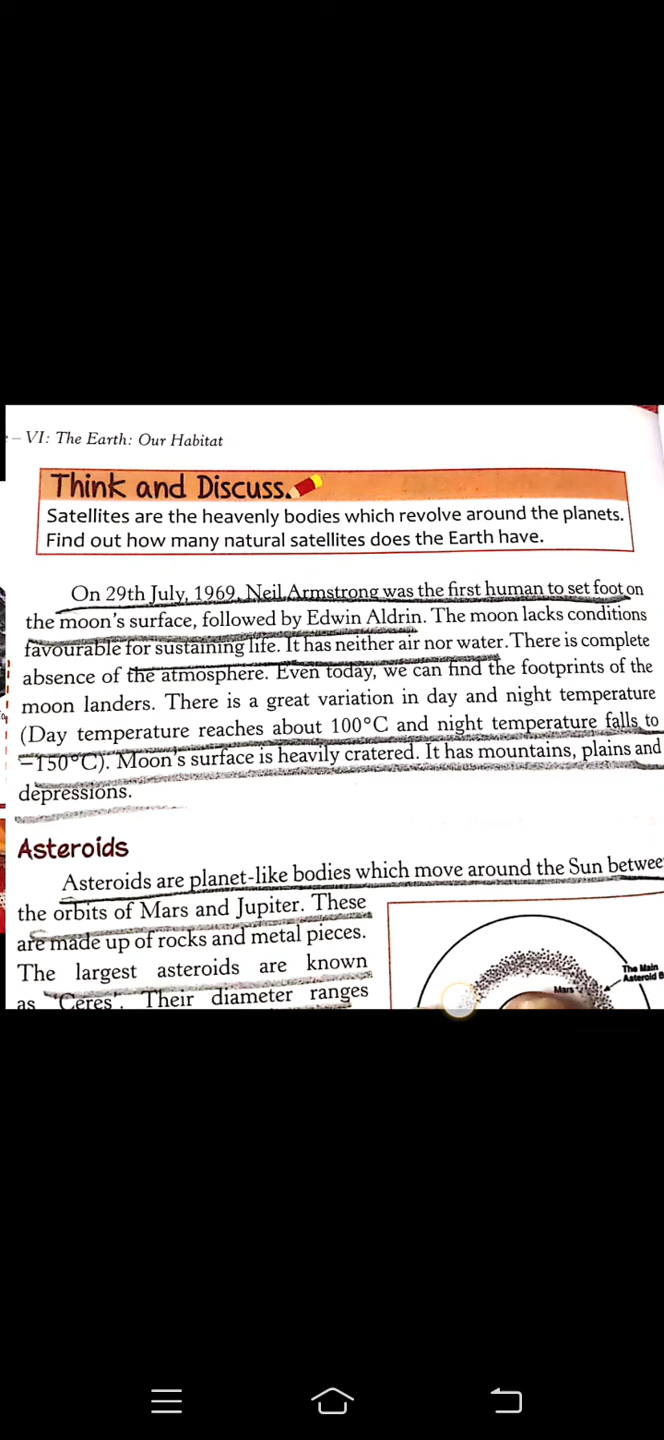 – VI: The Earth: Our Habitat
Think and Discuss
Satellites are the heavenly bodies which revolve around the planets.
Find out how many natural satellites does the Earth have.
On 29th July, 1969, Neil Armstrong was the first human to set foot on
the moon's surface, followed by Edwin Aldrin. The moon lacks conditions
favourable for sustaining life. It has neither air nor water. There is complete
absence of the atmosphere. Even today, we can find the footprints of the
moon landers. There is a great variation in day and night temperature
(Day temperature reaches about 100°C and night temperature falls to
–150°C). Moon's surface is heavily cratered. It has mountains, plains and
depressions.
Asteroids
Asteroids are planet-like bodies which move around the Sun betwee
the orbits of Mars and Jupiter. These
are made up of rocks and metal pieces.
The largest asteroids are known
as 'Ceres'. Their diameter ranges
The Main
Asteroid B
Mars